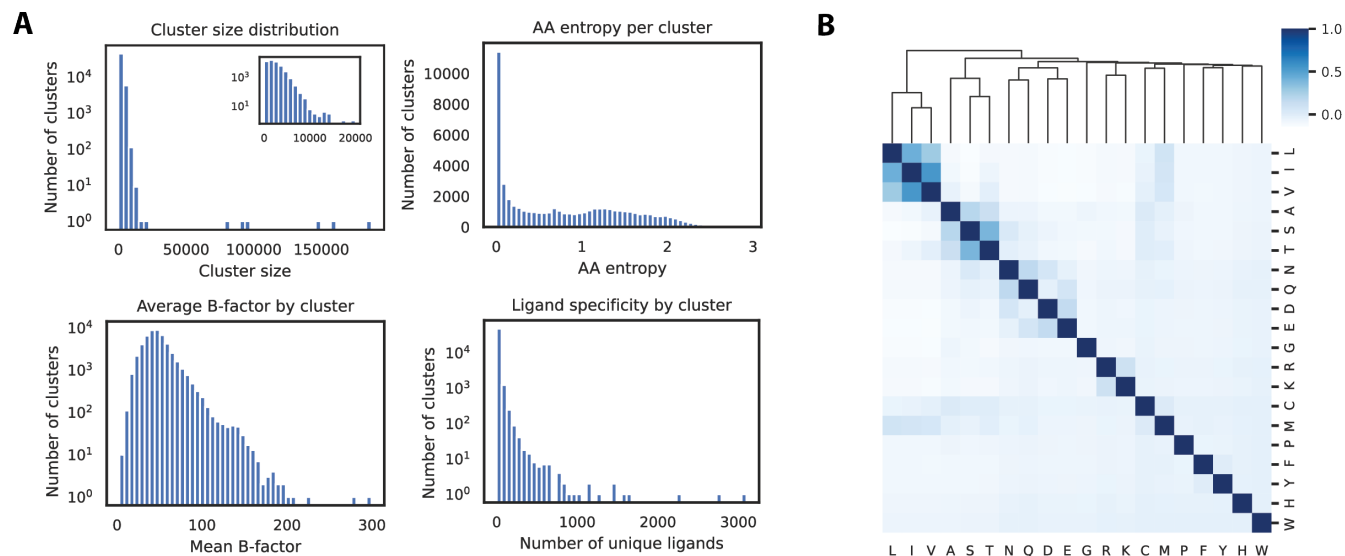 A
Cluster size distribution
Number of clusters
10⁴
10³
10²
10¹
10⁰
10³
10¹
0 10000 20000
0 50000 100000 150000
Cluster size
AA entropy per cluster
Number of clusters
10000
8000
6000
4000
2000
0
0 1 2 3
AA entropy
Average B-factor by cluster
Number of clusters
10⁴
10³
10²
10¹
10⁰
0 100 200 300
Mean B-factor
Ligand specificity by cluster
Number of clusters
10⁴
10³
10²
10¹
10⁰
0 1000 2000 3000
Number of unique ligands
B
1.0
0.5
0.0
L
I
V
A
S
T
N
Q
D
E
G
R
K
C
M
P
F
Y
H
W
L I V A S T N Q D E G R K C M P F Y H W